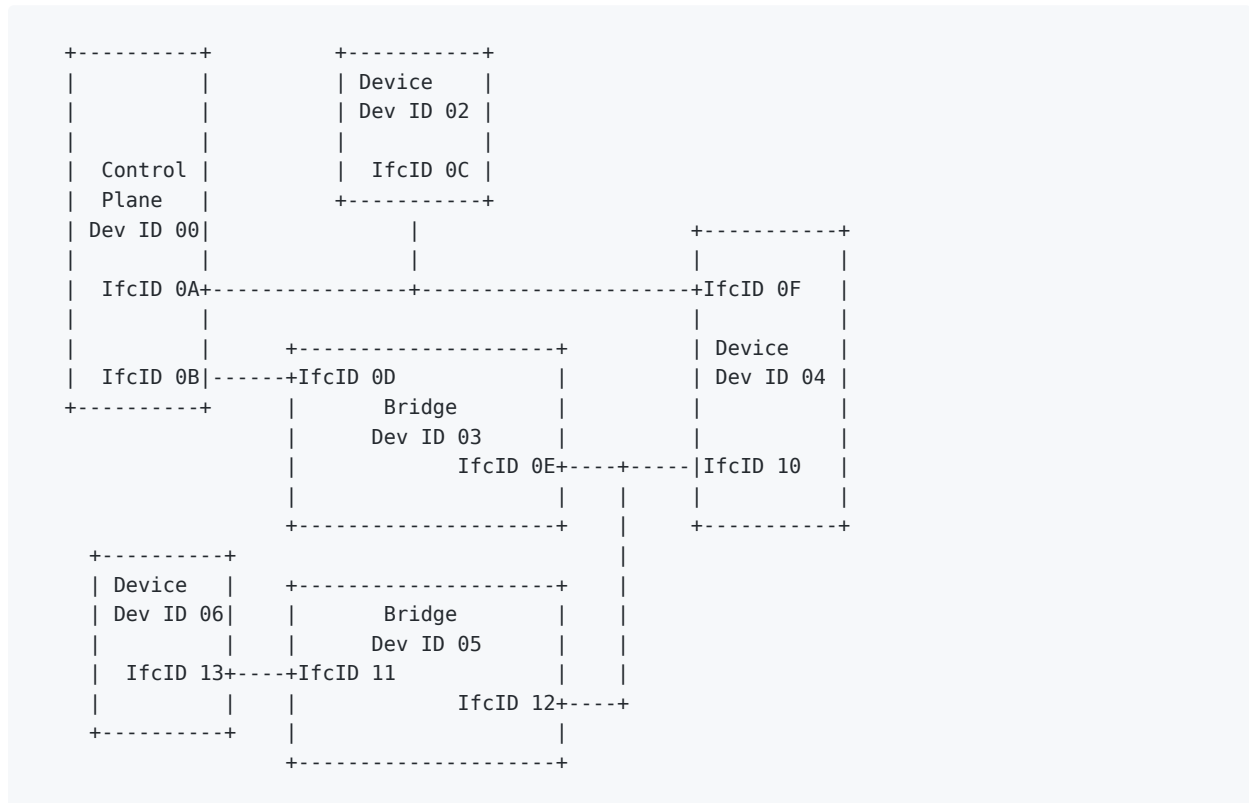 Device
Dev ID 02
Control
IfcID 0C
Plane
Dev ID 00
IfcID 0A
IfcID 0F
Device
IfcID 0B
IfcID 0D
Dev ID 04
Bridge
Dev ID 03
IfcID 0E
IfcID 10
Device
Dev ID 06
Bridge
Dev ID 05
IfcID 13
IfcID 11
IfcID 12